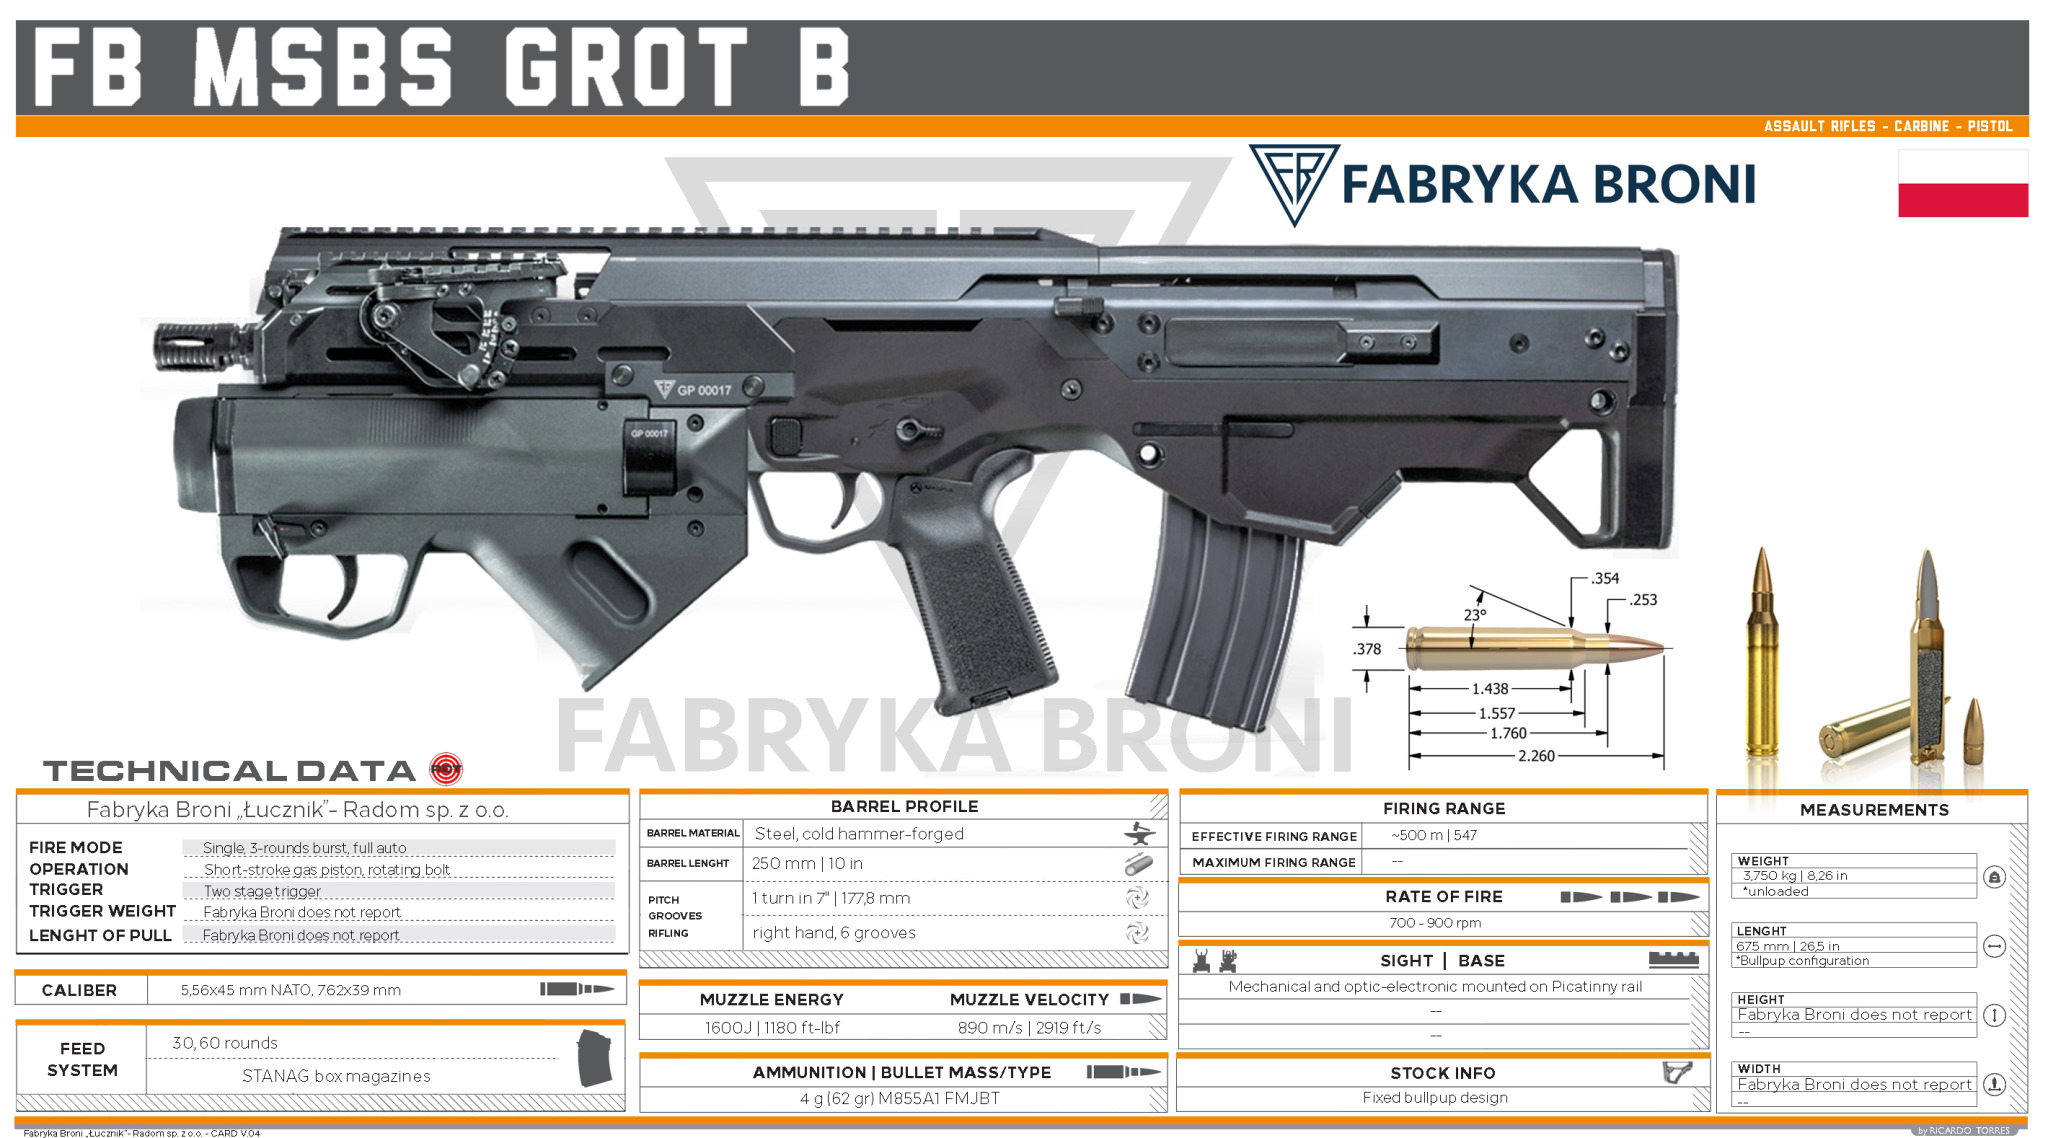 FB MSBS GROT B
ASSAULT RIFLES - CARBINE - PISTOL
FABRYKA BRONI
GP 00017
GP 00017
MAGPUL
FABRYKA BRONI
.354
.253
23°
.378
1.438
1.557
1.760
2.260
TECHNICAL DATA
Fabryka Broni „Łucznik”- Radom sp. z o.o.
FIRE MODE Single, 3-rounds burst, full auto
OPERATION Short-stroke gas piston, rotating bolt
TRIGGER Two stage trigger
TRIGGER WEIGHT Fabryka Broni does not report
LENGHT OF PULL Fabryka Broni does not report
CALIBER 5,56x45 mm NATO, 7.62x39 mm
FEED SYSTEM
30, 60 rounds
STANAG box magazines
BARREL PROFILE
BARREL MATERIAL Steel, cold hammer-forged
BARREL LENGHT 250 mm | 10 in
PITCH 1 turn in 7" | 177,8 mm
GROOVES
RIFLING right hand, 6 grooves
MUZZLE ENERGY MUZZLE VELOCITY
1600J | 1180 ft-lbf 890 m/s | 2919 ft/s
AMMUNITION | BULLET MASS/TYPE
4 g (62 gr) M855A1 FMJBT
FIRING RANGE
EFFECTIVE FIRING RANGE ~500 m | 547
MAXIMUM FIRING RANGE --
RATE OF FIRE
700 - 900 rpm
SIGHT | BASE
Mechanical and optic-electronic mounted on Picatinny rail
--
--
STOCK INFO
Fixed bullpup design
MEASUREMENTS
WEIGHT
3,750 kg | 8,26 in
*unloaded
LENGHT
675 mm | 26,5 in
*Bullpup configuration
HEIGHT
Fabryka Broni does not report
--
WIDTH
Fabryka Broni does not report
--
Fabryka Broni „Łucznik”- Radom sp. z o.o. - CARD V.04
by RICARDO TORRES